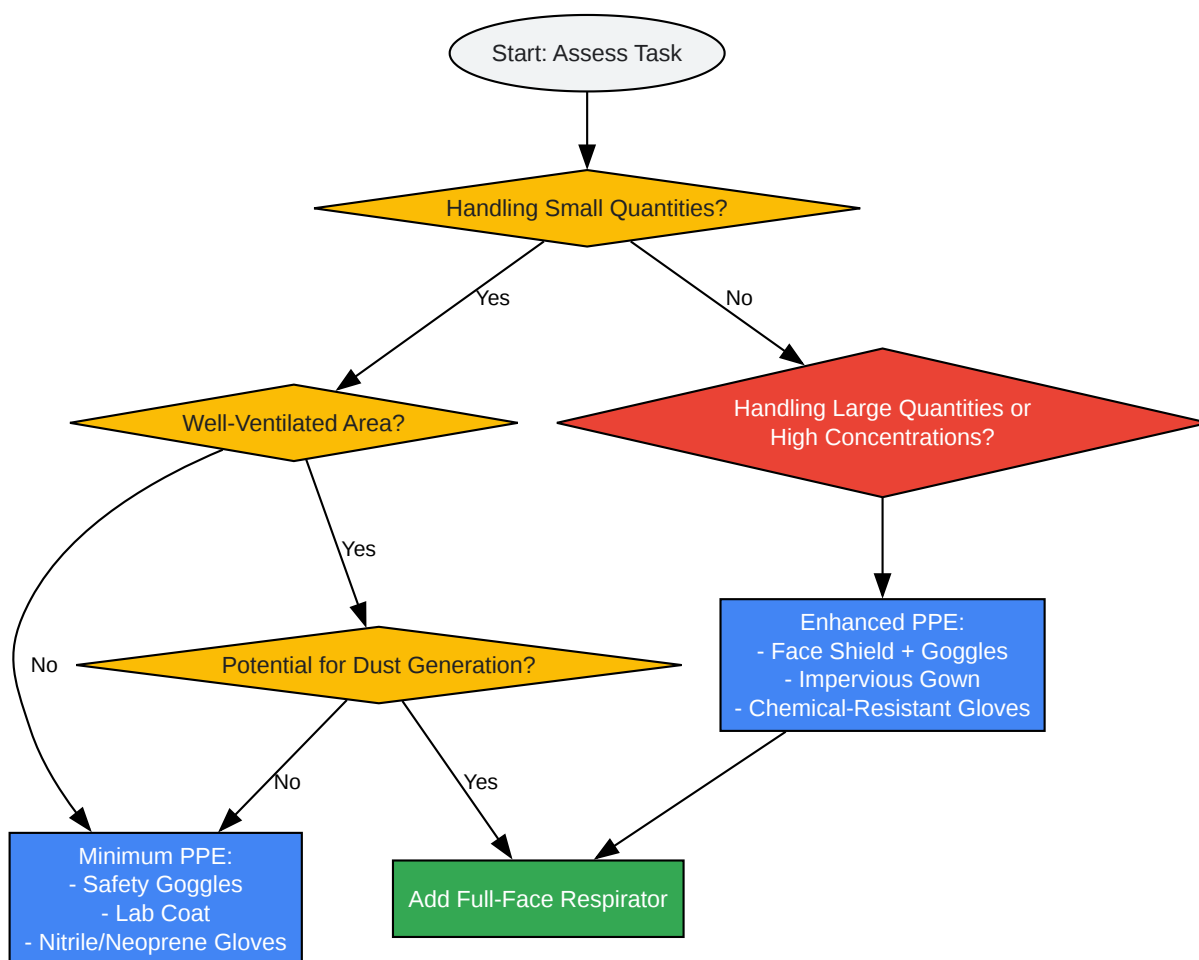 Start: Assess Task
Handling Small Quantities?
Yes
No
Well-Ventilated Area?
Handling Large Quantities or
High Concentrations?
Yes
No
Potential for Dust Generation?
Enhanced PPE:
- Face Shield + Goggles
- Impervious Gown
- Chemical-Resistant Gloves
No
Yes
Minimum PPE:
- Safety Goggles
- Lab Coat
- Nitrile/Neoprene Gloves
Add Full-Face Respirator